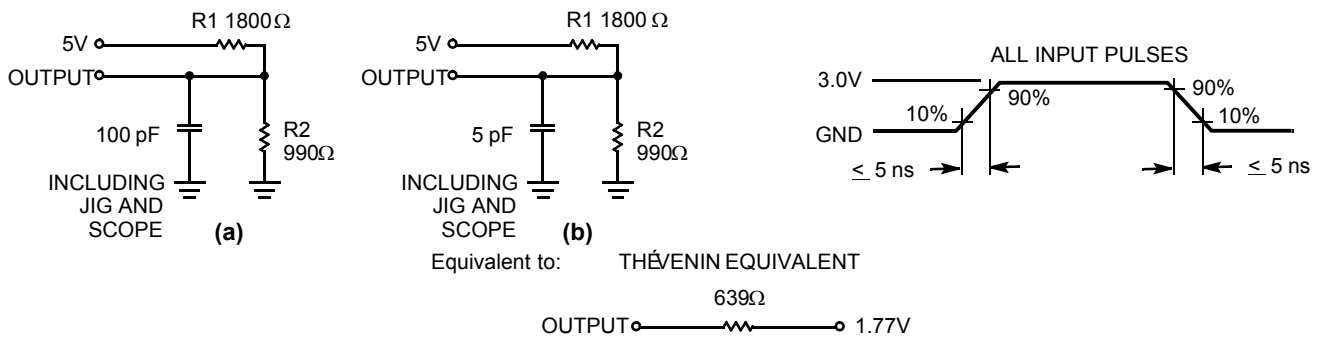 R1 1800Ω
5V
OUTPUT
100 pF
R2
990Ω
INCLUDING
JIG AND
SCOPE
(a)
R1 1800 Ω
5V
OUTPUT
5 pF
R2
990Ω
INCLUDING
JIG AND
SCOPE
(b)
ALL INPUT PULSES
3.0V
GND
10%
90%
90%
10%
≤ 5 ns
≤ 5 ns
Equivalent to: THÉVENIN EQUIVALENT
639Ω
OUTPUT 1.77V